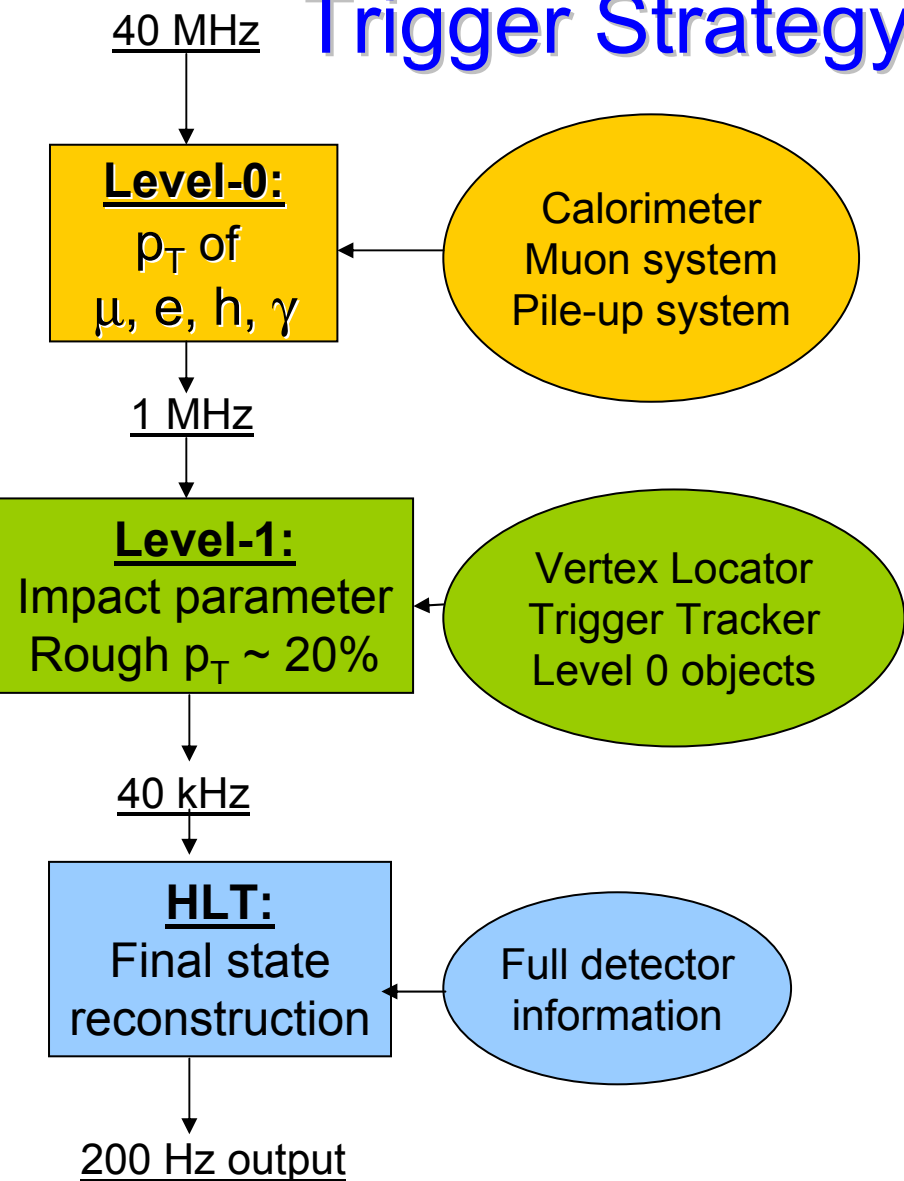 Trigger Strategy
40 MHz
Level-0:
pT of
μ, e, h, γ
Calorimeter
Muon system
Pile-up system
1 MHz
Level-1:
Impact parameter
Rough pT ~ 20%
Vertex Locator
Trigger Tracker
Level 0 objects
40 kHz
HLT:
Final state
reconstruction
Full detector
information
200 Hz output